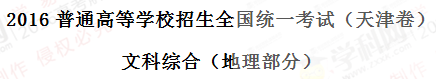 2016 普通高等学校招生全国统一考试（天津卷）
文科综合（地理部分）